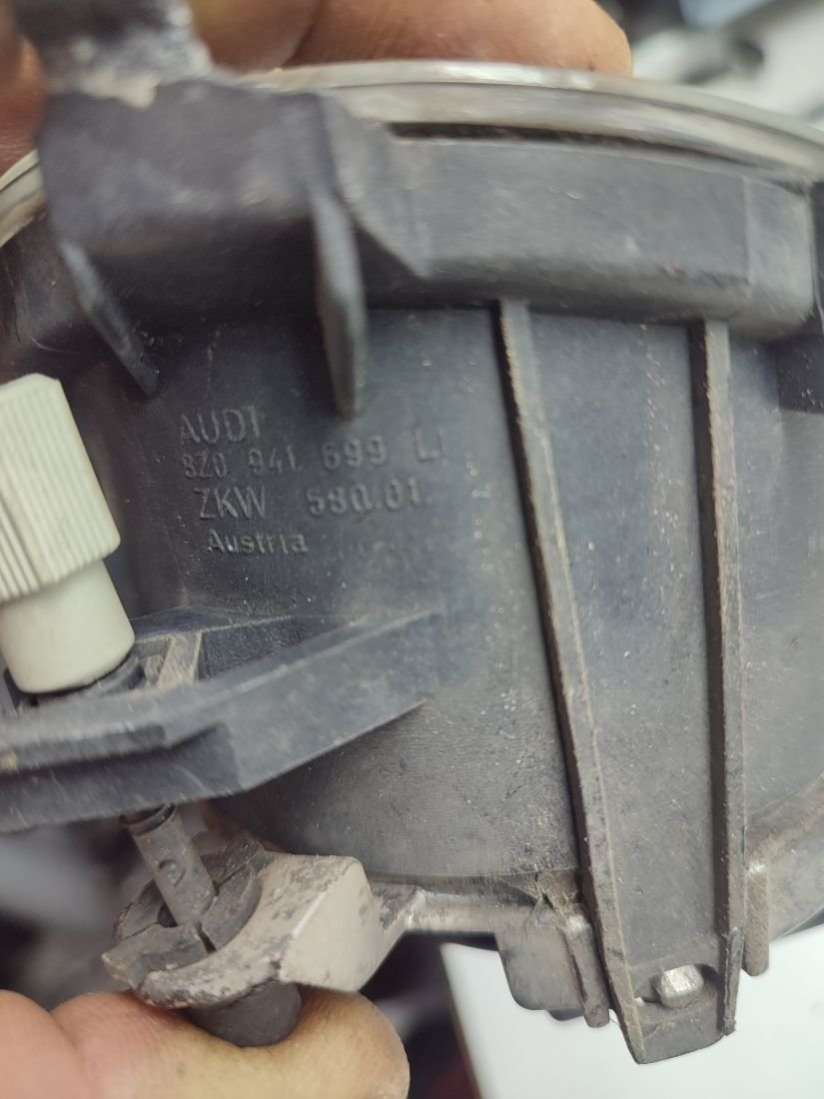 AUDI
8Z0 941 699 L
ZKW 580.01
Austria